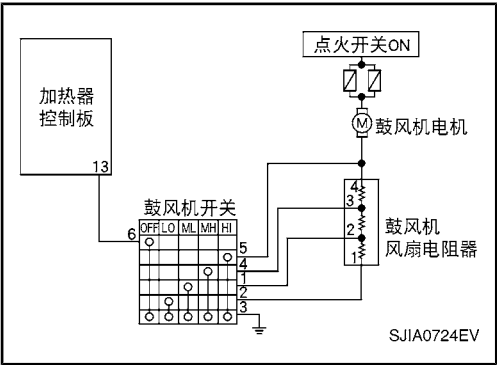 点火开关ON
加热器
控制板
13
M
鼓风机电机
鼓风机开关
6
OFF LO ML MH HI
5
4
1
2
3
4
3
2
1
鼓风机
风扇电阻器
SJIA0724EV